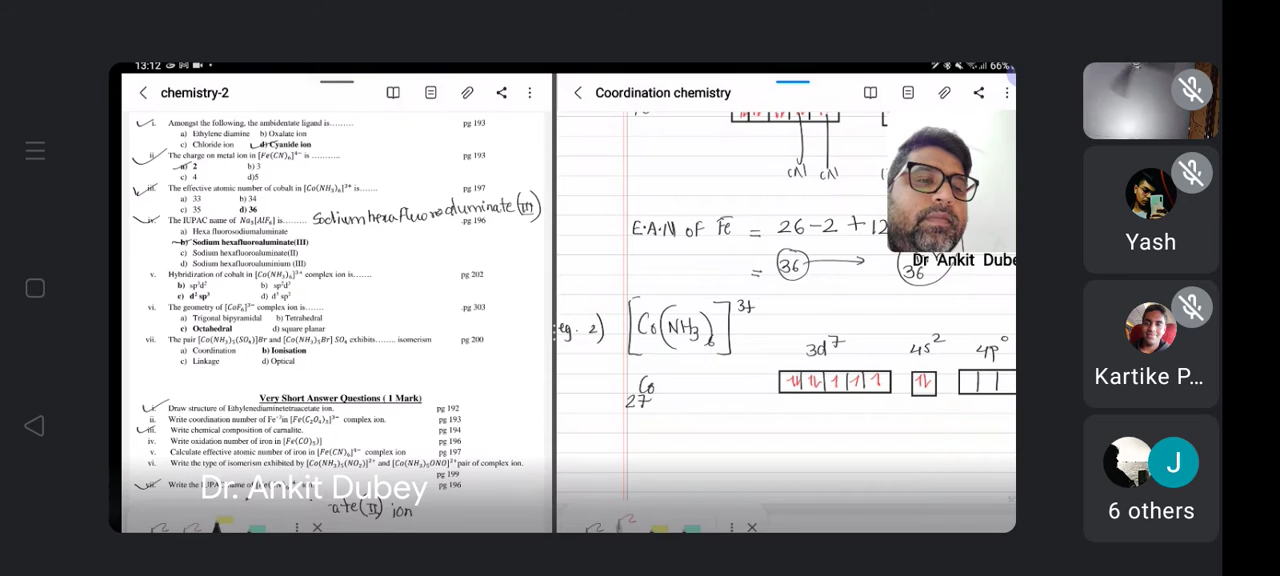 13:12
66%
chemistry-2
i. Amongst the following, the ambidentate ligand is......... pg 193
a) Ethylene diamine b) Oxalate ion
c) Chloride ion d) Cyanide ion
ii. The charge on metal ion in [Fe(CN)₆]⁴⁻ is ........... pg 193
a) 2 b) 3
c) 4 d)5
iii. The effective atomic number of cobalt in [Co(NH₃)₆]³⁺ is....... pg 197
a) 33 b) 34
c) 35 d) 36
iv. The IUPAC name of Na₃[AlF₆] is......... Sodium hexafluoroaluminate (III) pg 196
a) Hexa fluorosodiumaluminate
b) Sodium hexafluoroaluminate(III)
c) Sodium hexafluoroaluminate(II)
d) Sodium hexafluoroaluminium (III)
v. Hybridization of cobalt in [Co(NH₃)₆]³⁺ complex ion is....... pg 202
b) sp³d² b) sp²d³
c) d² sp³ d) d³ sp²
vi. The geometry of [CoF₆]³⁻ complex ion is....... pg 303
a) Trigonal bipyramidal b) Tetrahedral
c) Octahedral d) square planar
vii. The pair [Co(NH₃)₅(SO₄)]Br and [Co(NH₃)₅Br] SO₄ exhibits........ isomerism pg 200
a) Coordination b) Ionisation
c) Linkage d) Optical
Very Short Answer Questions ( 1 Mark)
i. Draw structure of Ethylenediaminetetraacetate ion. pg 192
ii. Write coordination number of in [Fe(C₂O₄)₃]³⁻ complex ion. pg 193
iii. Write chemical composition of carnalite. pg 194
iv. Write oxidation number of iron in [Fe(CO)₅)] pg 196
v. Calculate effective atomic number of iron in [Fe(CN)₆]⁴⁻ complex ion pg 197
vi. Write the type of isomerism exhibited by [Co(NH₃)₅(NO₂)]²⁺ and [Co(NH₃)₅ONO]²⁺pair of complex ion.
pg 199
vii. Write the IUPAC name of pg 196
ate(II) ion
Dr. Ankit Dubey
Coordination chemistry
CN CN
E.A.N of Fe = 26-2 + 12
= 36 → 36
eg. 2) [Co(NH₃)₆]³⁺
3d⁷ 4s² 4p⁰
Co
27
Dr Ankit Dube
Yash
Kartike P...
J
6 others